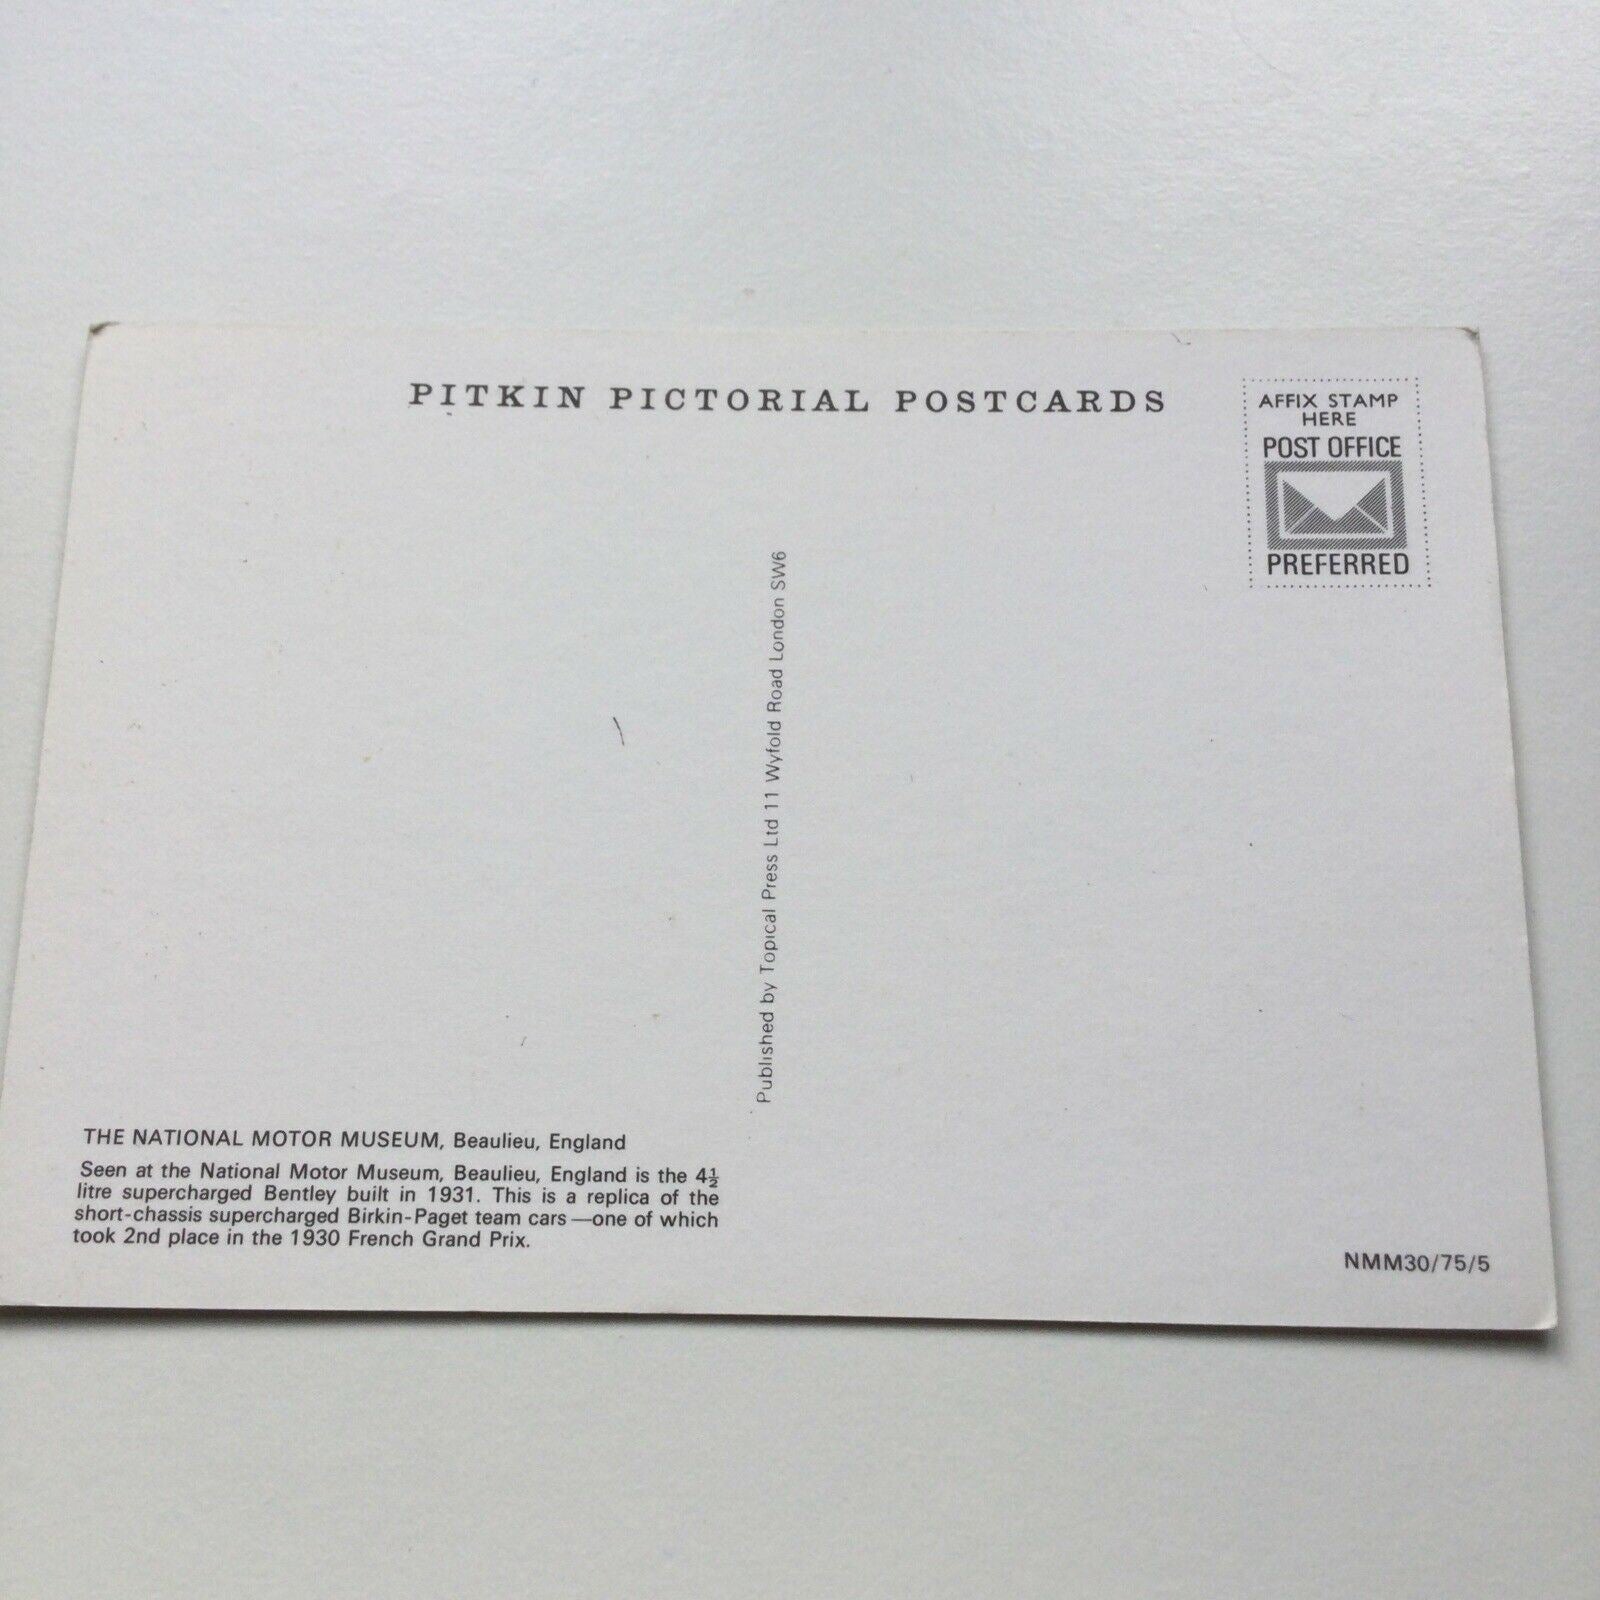 PITKIN PICTORIAL POSTCARDS
AFFIX STAMP
HERE
POST OFFICE
PREFERRED
Published by Topical Press Ltd 11 Wyfold Road London SW6
THE NATIONAL MOTOR MUSEUM, Beaulieu, England
Seen at the National Motor Museum, Beaulieu, England is the 4½
litre supercharged Bentley built in 1931. This is a replica of the
short-chassis supercharged Birkin-Paget team cars—one of which
took 2nd place in the 1930 French Grand Prix.
NMM30/75/5